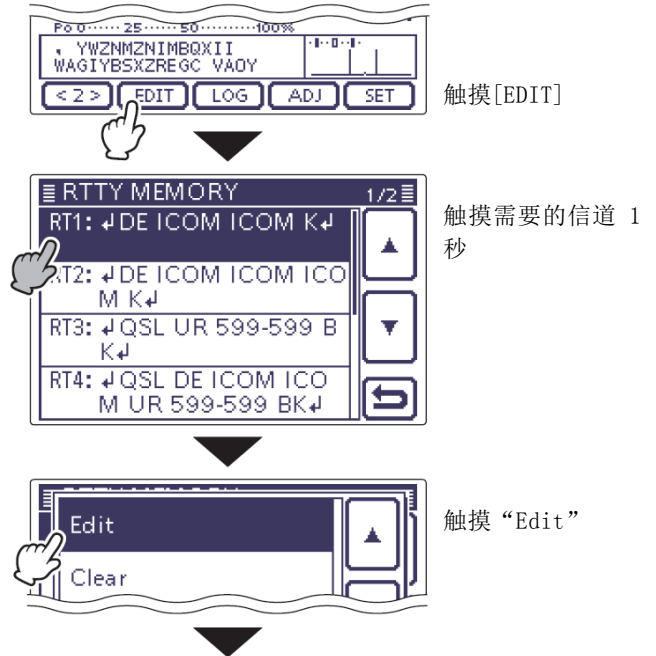 Po 0······ 25······50··········100%
, YWZNMZNIMBQXII
WAGIYBSXZREGC VAOY
<2> EDIT LOG ADJ SET
触摸[EDIT]
RTTY MEMORY 1/2
RT1: ↲DE ICOM ICOM K↲
触摸需要的信道 1
秒
RT2: ↲DE ICOM ICOM ICO
M K↲
RT3: ↲QSL UR 599-599 B
K↲
RT4: ↲QSL DE ICOM ICO
M UR 599-599 BK↲
Edit
触摸“Edit”
Clear